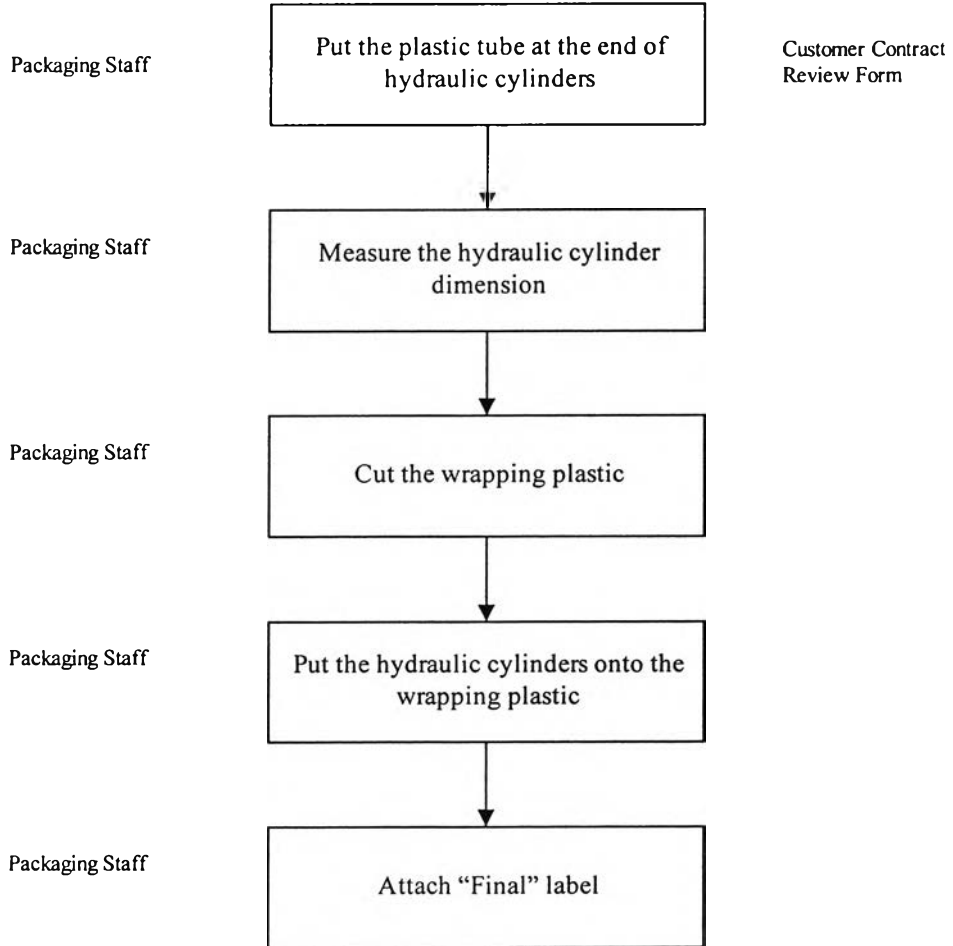 Packaging Staff
Put the plastic tube at the end of
hydraulic cylinders
Customer Contract
Review Form
Packaging Staff
Measure the hydraulic cylinder
dimension
Packaging Staff
Cut the wrapping plastic
Packaging Staff
Put the hydraulic cylinders onto the
wrapping plastic
Packaging Staff
Attach “Final” label